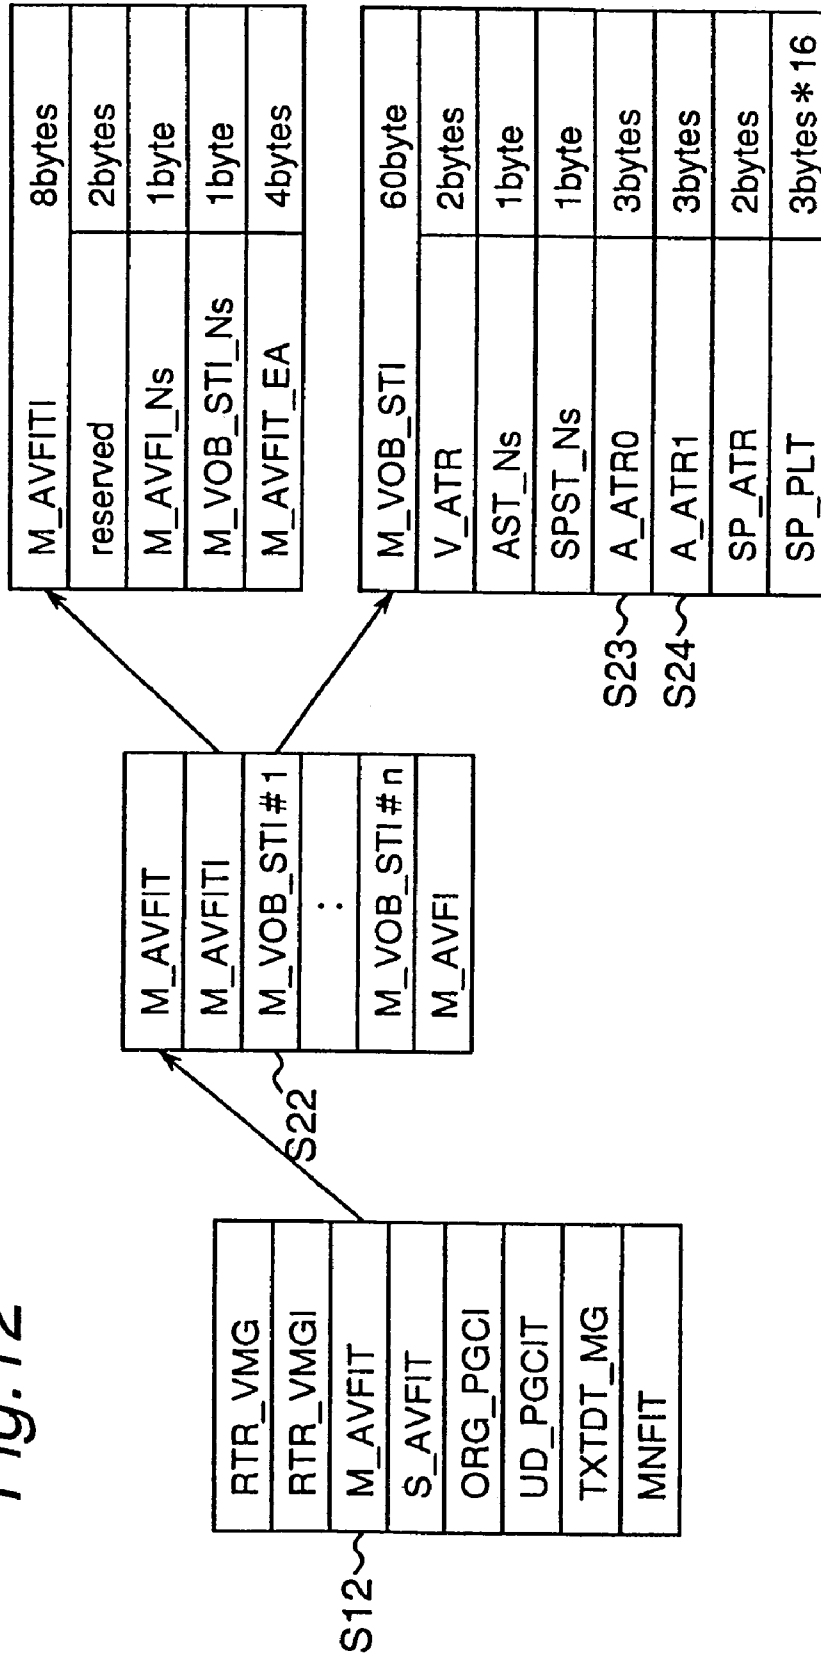 Fig.12
RTR_VMG
RTR_VMGI
M_AVFIT
S_AVFIT
ORG_PGCI
UD_PGCIT
TXTDT_MG
MNFIT
S12
M_AVFIT
M_AVFITI
M_VOB_STI#1
:
M_VOB_STI#n
M_AVFI
S22
M_AVFITI 8bytes
reserved 2bytes
M_AVFI_Ns 1byte
M_VOB_STI_Ns 1byte
M_AVFIT_EA 4bytes
M_VOB_STI 60byte
V_ATR 2bytes
AST_Ns 1byte
SPST_Ns 1byte
S23 A_ATR0 3bytes
S24 A_ATR1 3bytes
SP_ATR 2bytes
SP_PLT 3bytes*16